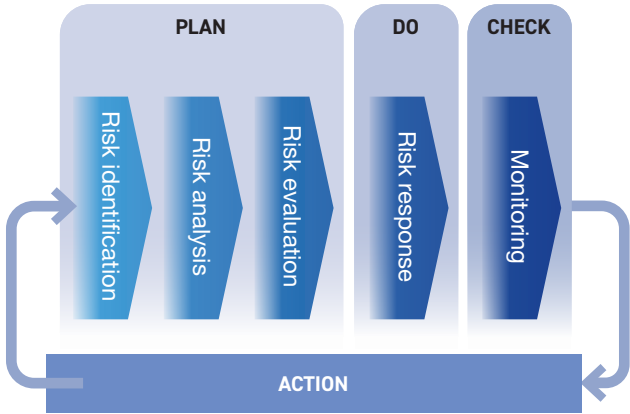 PLAN
DO
CHECK
Risk identification
Risk analysis
Risk evaluation
Risk response
Monitoring
ACTION